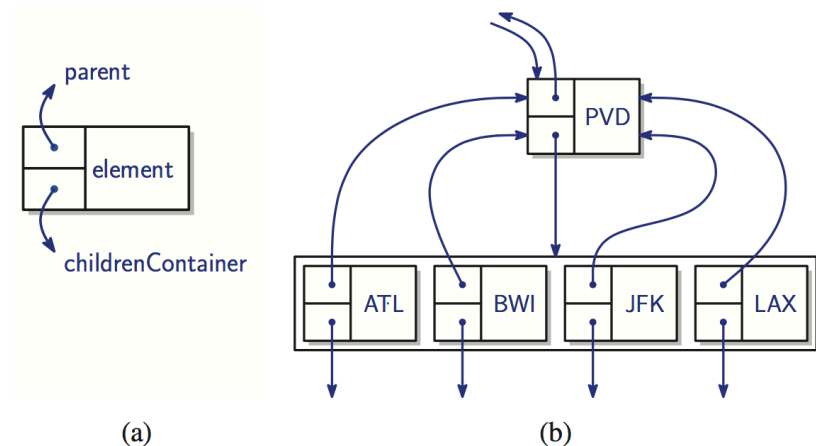 parent
element
childrenContainer
(a)
PVD
ATL
BWI
JFK
LAX
(b)